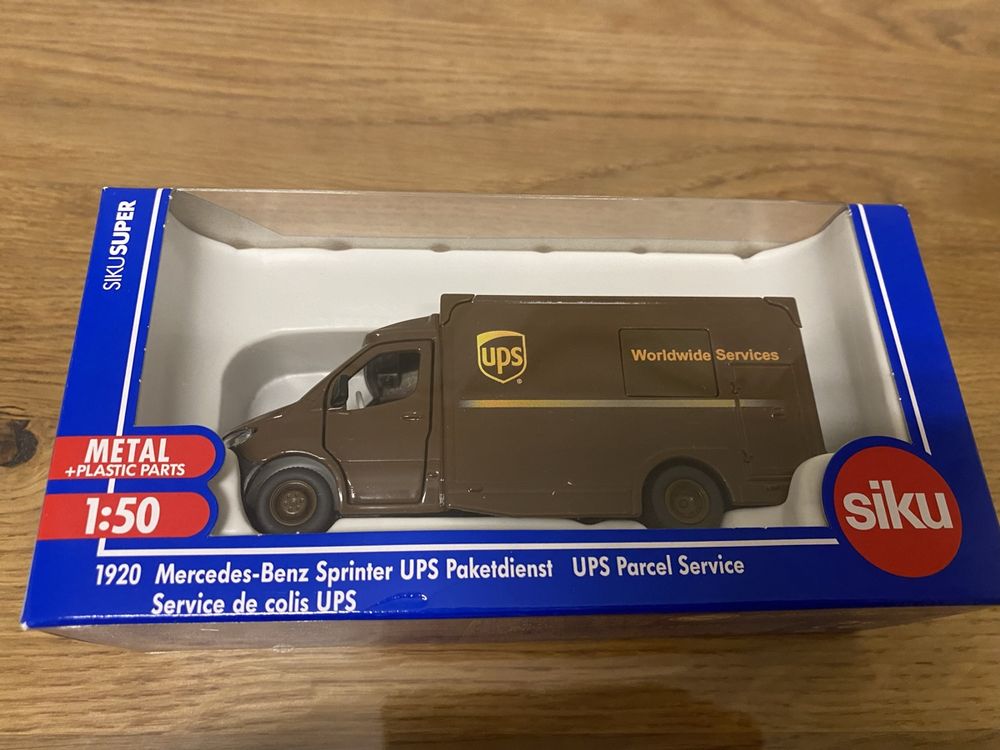 SIKUSUPER
ups
Worldwide Services
METAL
+PLASTIC PARTS
1:50
siku
1920 Mercedes-Benz Sprinter UPS Paketdienst UPS Parcel Service
Service de colis UPS